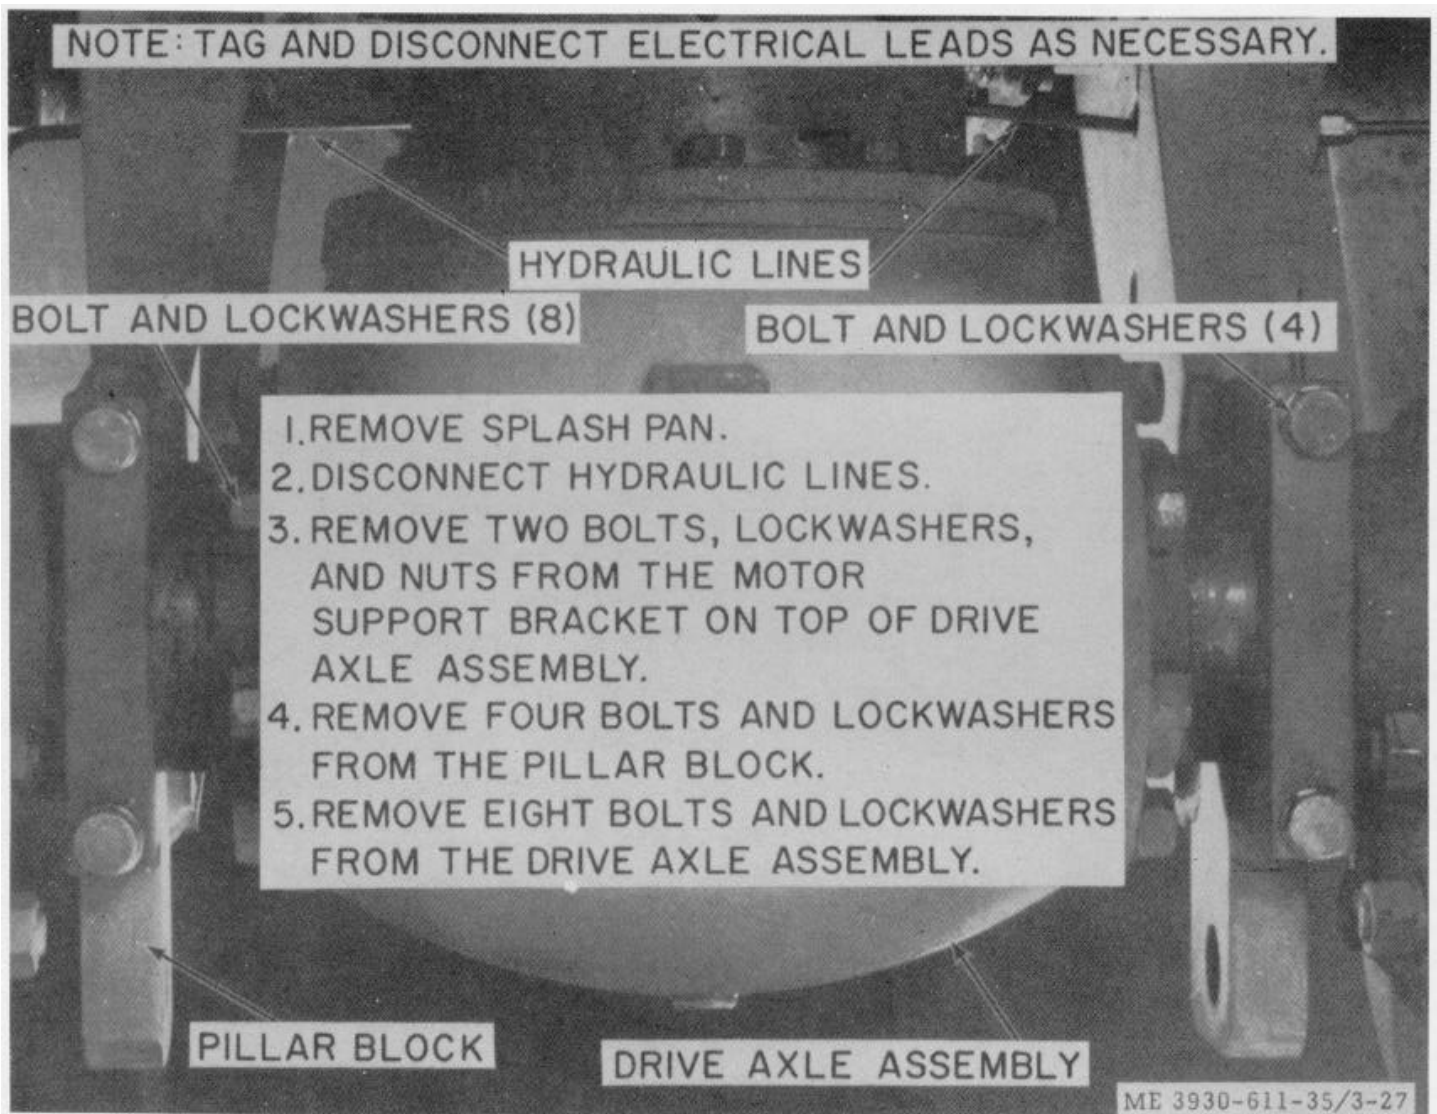 NOTE: TAG AND DISCONNECT ELECTRICAL LEADS AS NECESSARY.
HYDRAULIC LINES
BOLT AND LOCKWASHERS (8)
BOLT AND LOCKWASHERS (4)
1. REMOVE SPLASH PAN.
2. DISCONNECT HYDRAULIC LINES.
3. REMOVE TWO BOLTS, LOCKWASHERS,
AND NUTS FROM THE MOTOR
SUPPORT BRACKET ON TOP OF DRIVE
AXLE ASSEMBLY.
4. REMOVE FOUR BOLTS AND LOCKWASHERS
FROM THE PILLAR BLOCK.
5. REMOVE EIGHT BOLTS AND LOCKWASHERS
FROM THE DRIVE AXLE ASSEMBLY.
PILLAR BLOCK
DRIVE AXLE ASSEMBLY
ME 3930-611-35/3-27